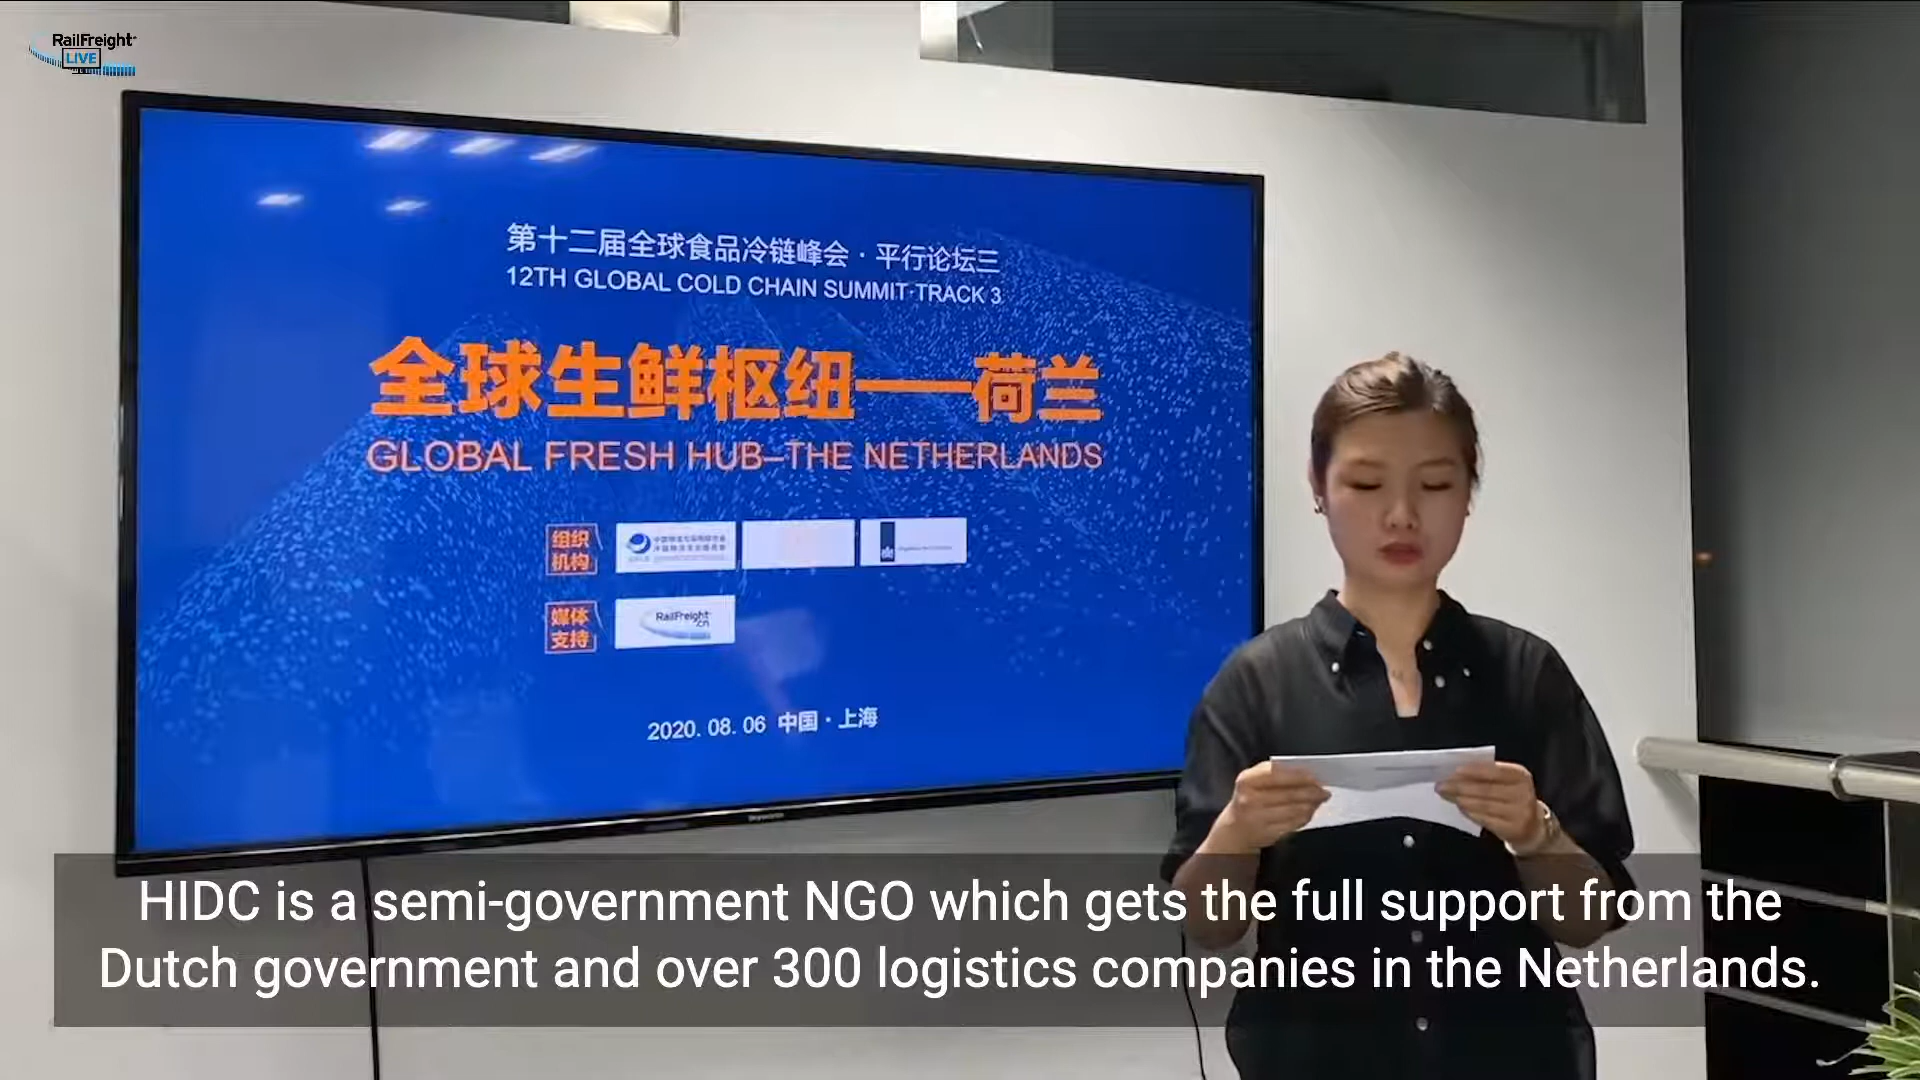 RailFreight
LIVE
第十二届全球食品冷链峰会·平行论坛三
12TH GLOBAL COLD CHAIN SUMMIT·TRACK 3
全球生鲜枢纽——荷兰
GLOBAL FRESH HUB–THE NETHERLANDS
组织
机构
媒体
支持
RailFreight
.cn
2020. 08. 06 中国·上海
HIDC is a semi-government NGO which gets the full support from the
Dutch government and over 300 logistics companies in the Netherlands.